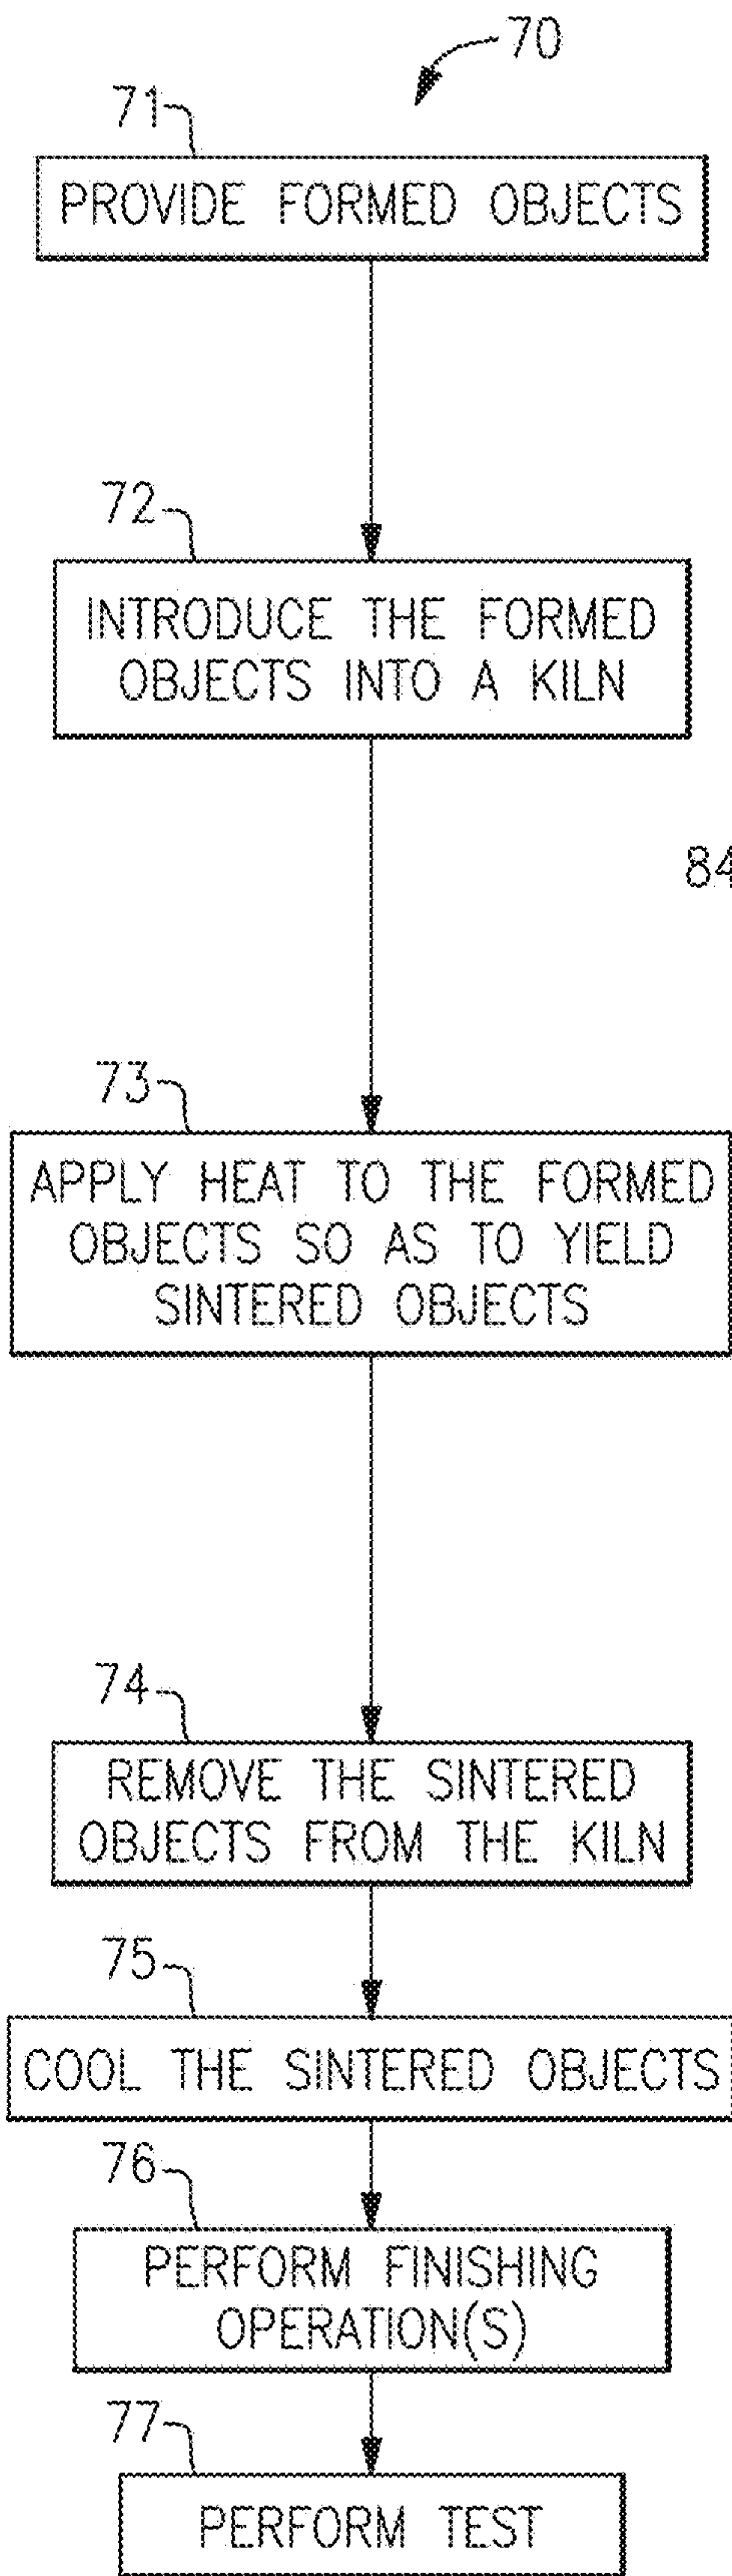 70
71
PROVIDE FORMED OBJECTS
72
INTRODUCE THE FORMED
OBJECTS INTO A KILN
84
73
APPLY HEAT TO THE FORMED
OBJECTS SO AS TO YIELD
SINTERED OBJECTS
74
REMOVE THE SINTERED
OBJECTS FROM THE KILN
75
COOL THE SINTERED OBJECTS
76
PERFORM FINISHING
OPERATION(S)
77
PERFORM TEST